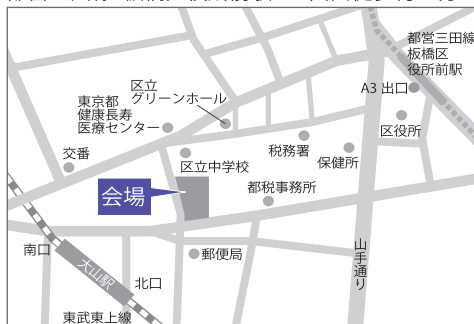 都営三田線
板橋区
役所前駅
A3 出口
区役所
区立
グリーンホール
東京都
健康長寿
医療センター
交番
区立中学校
税務署
保健所
会場
都税事務所
郵便局
山手通り
南口
大山駅
北口
東武東上線